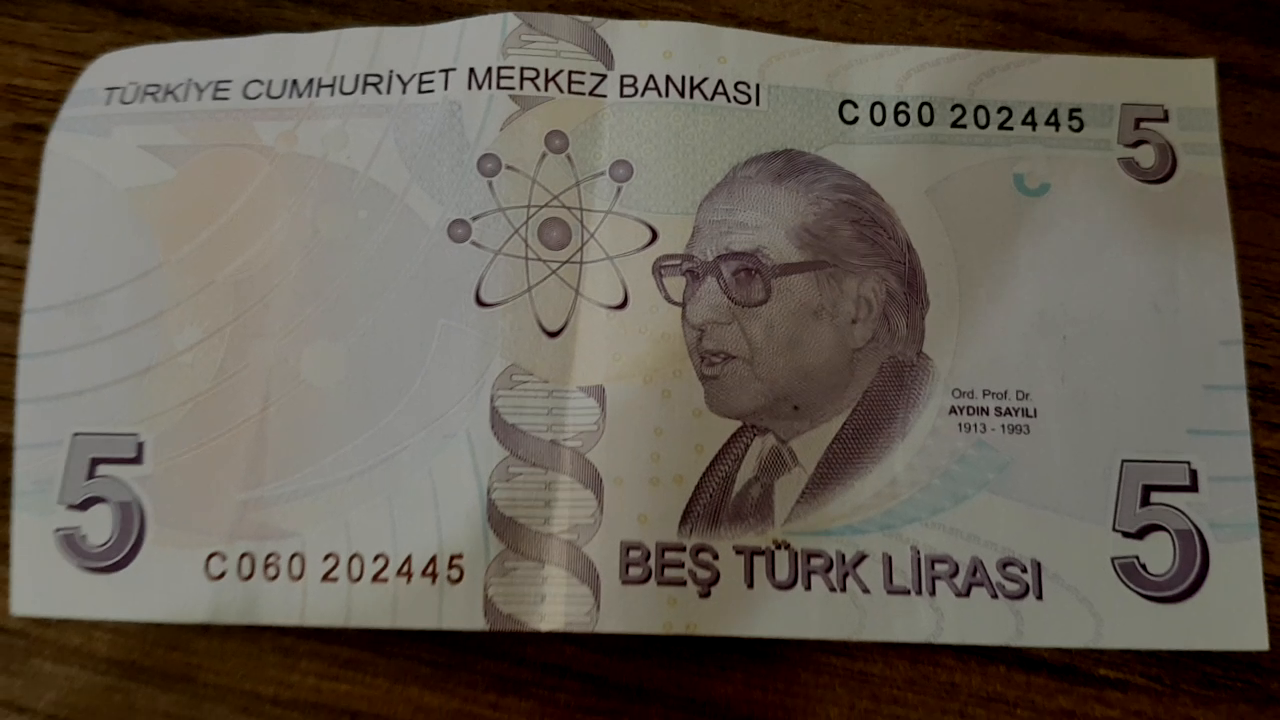 TÜRKİYE CUMHURİYET MERKEZ BANKASI
C060 202445
5
Ord. Prof. Dr.
AYDIN SAYILI
1913 - 1993
5
C060 202445
BEŞ TÜRK LİRASI
5